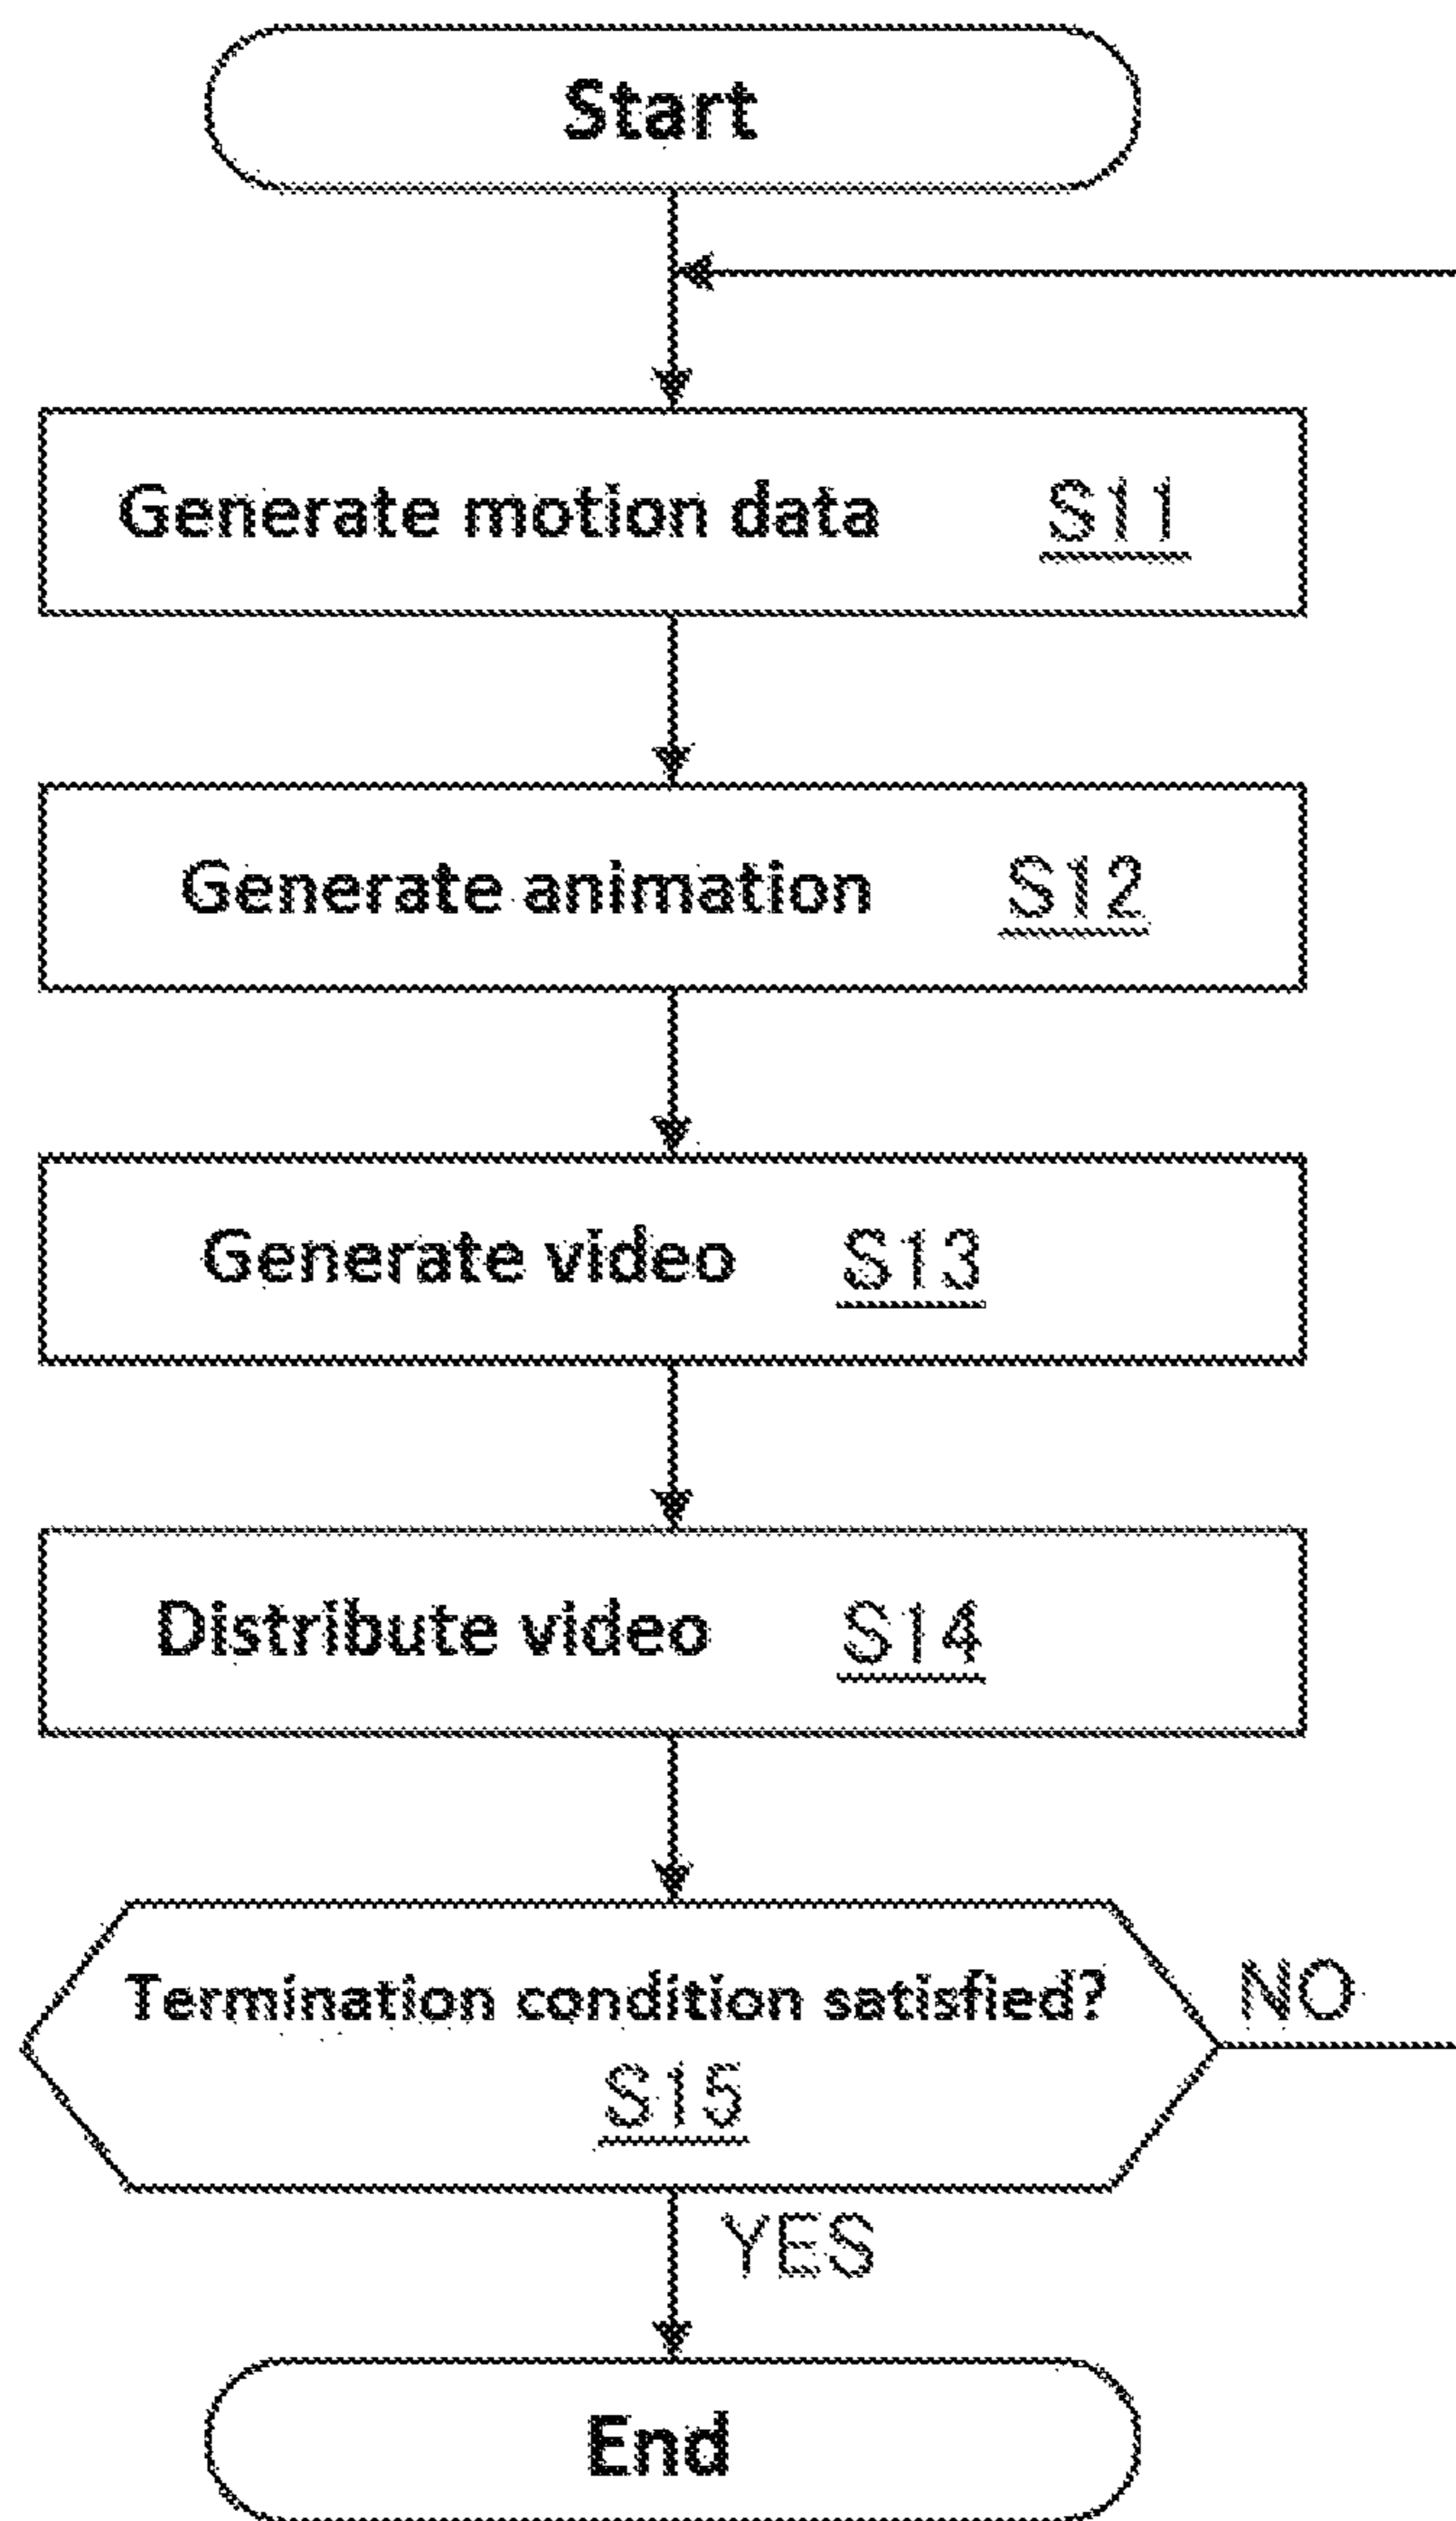 Start
Generate motion data S11
Generate animation S12
Generate video S13
Distribute video S14
Termination condition satisfied?
S15
NO
YES
End